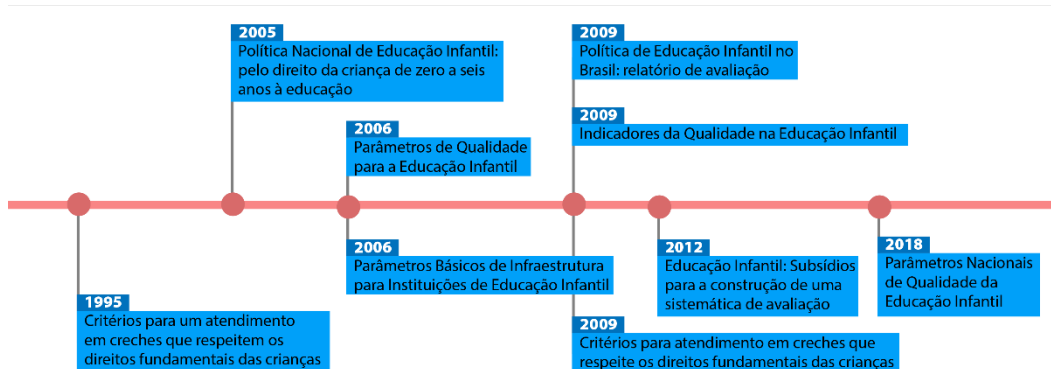 2005
Política Nacional de Educação Infantil:
pelo direito da criança de zero a seis
anos à educação
2009
Política de Educação Infantil no
Brasil: relatório de avaliação
2009
Indicadores da Qualidade na Educação Infantil
2006
Parâmetros de Qualidade
para a Educação Infantil
2006
Parâmetros Básicos de Infraestrutura
para Instituições de Educação Infantil
2012
Educação Infantil: Subsídios
para a construção de uma
sistemática de avaliação
2018
Parâmetros Nacionais
de Qualidade da
Educação Infantil
1995
Critérios para um atendimento
em creches que respeitem os
direitos fundamentais das crianças
2009
Critérios para atendimento em creches que
respeite os direitos fundamentais das crianças